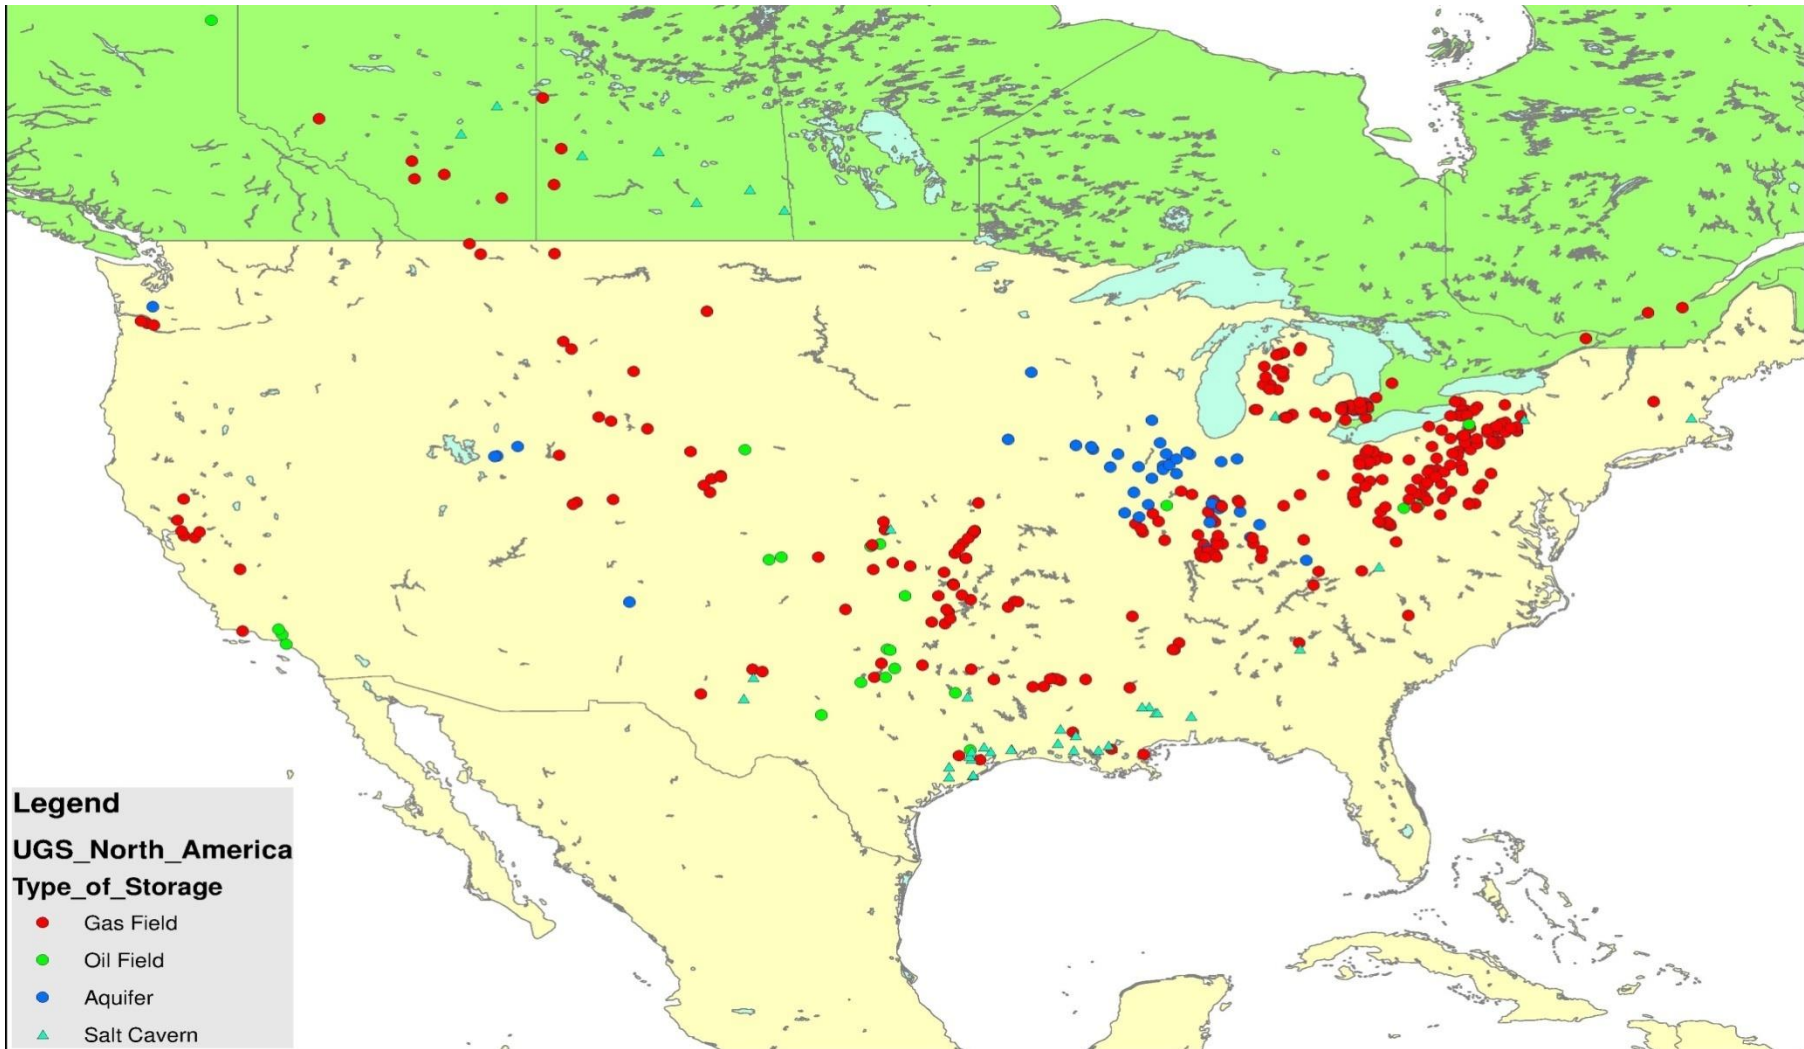 Legend
UGS_North_America
Type_of_Storage
Gas Field
Oil Field
Aquifer
Salt Cavern